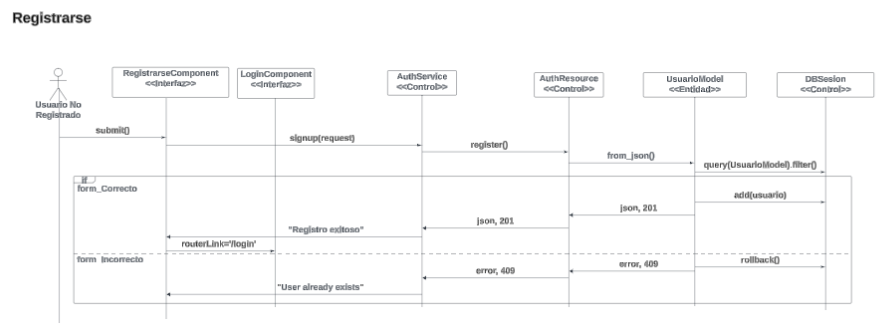 Registrarse
RegistrarseComponent
<<Interfaz>>
LoginComponent
<<Interfaz>>
AuthService
<<Control>>
AuthResource
<<Control>>
UsuarioModel
<<Entidad>>
DBSesion
<<Control>>
Usuario No
Registrado
submit()
signup(request)
register()
from_json()
query(UsuarioModel).filter()
if
form_Correcto
add(usuario)
json, 201
json, 201
"Registro exitoso"
routerLink='/login'
form_Incorrecto
rollback()
error, 409
error, 409
"User already exists"